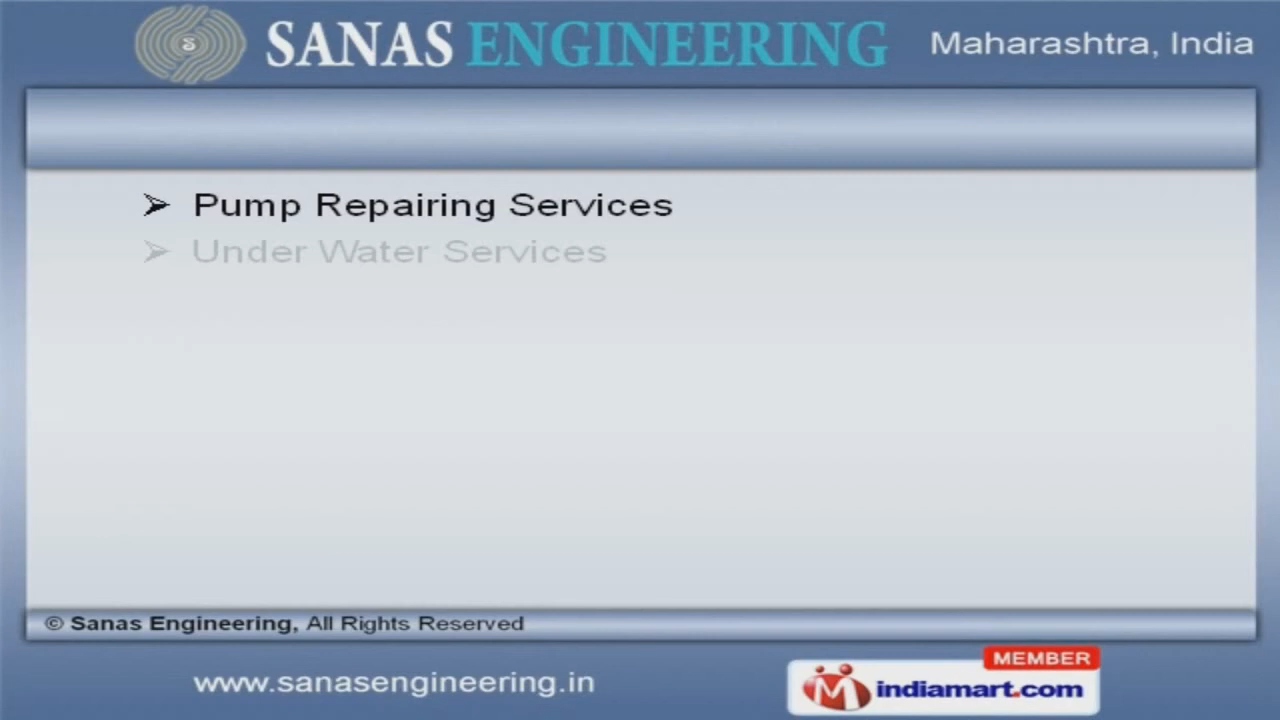 SANAS ENGINEERING
Maharashtra, India
Pump Repairing Services
Under Water Services
© Sanas Engineering, All Rights Reserved
www.sanasengineering.in
MEMBER
indiamart.com